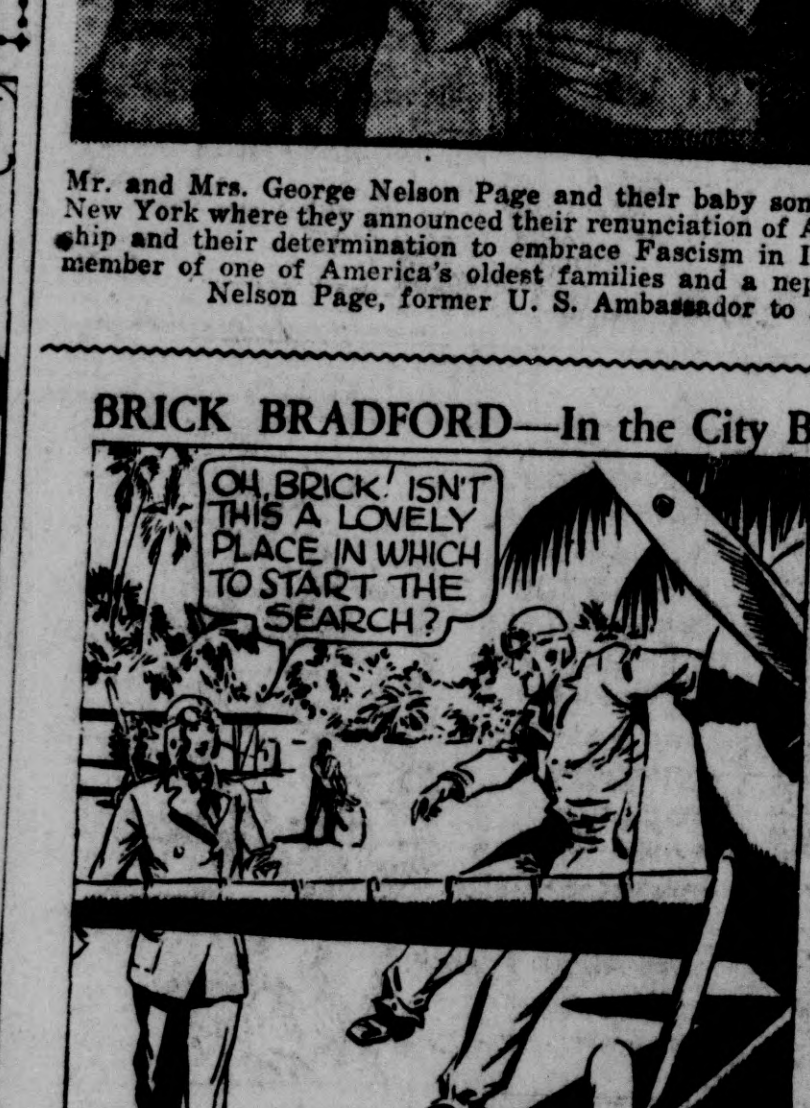 Mr. and Mrs. George Nelson Page and their baby son
New York where they announced their renunciation of A
ship and their determination to embrace Fascism in I
member of one of America's oldest families and a nep
Nelson Page, former U. S. Ambassador to
BRICK BRADFORD—In the City B
OH, BRICK! ISN'T
THIS A LOVELY
PLACE IN WHICH
TO START THE
SEARCH?